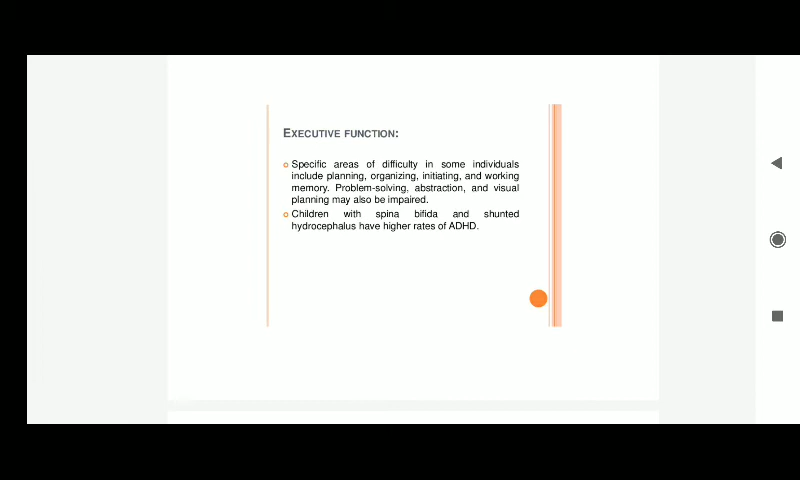 EXECUTIVE FUNCTION:
Specific areas of difficulty in some individuals
include planning, organizing, initiating, and working
memory. Problem-solving, abstraction, and visual
planning may also be impaired.
Children with spina bifida and shunted
hydrocephalus have higher rates of ADHD.